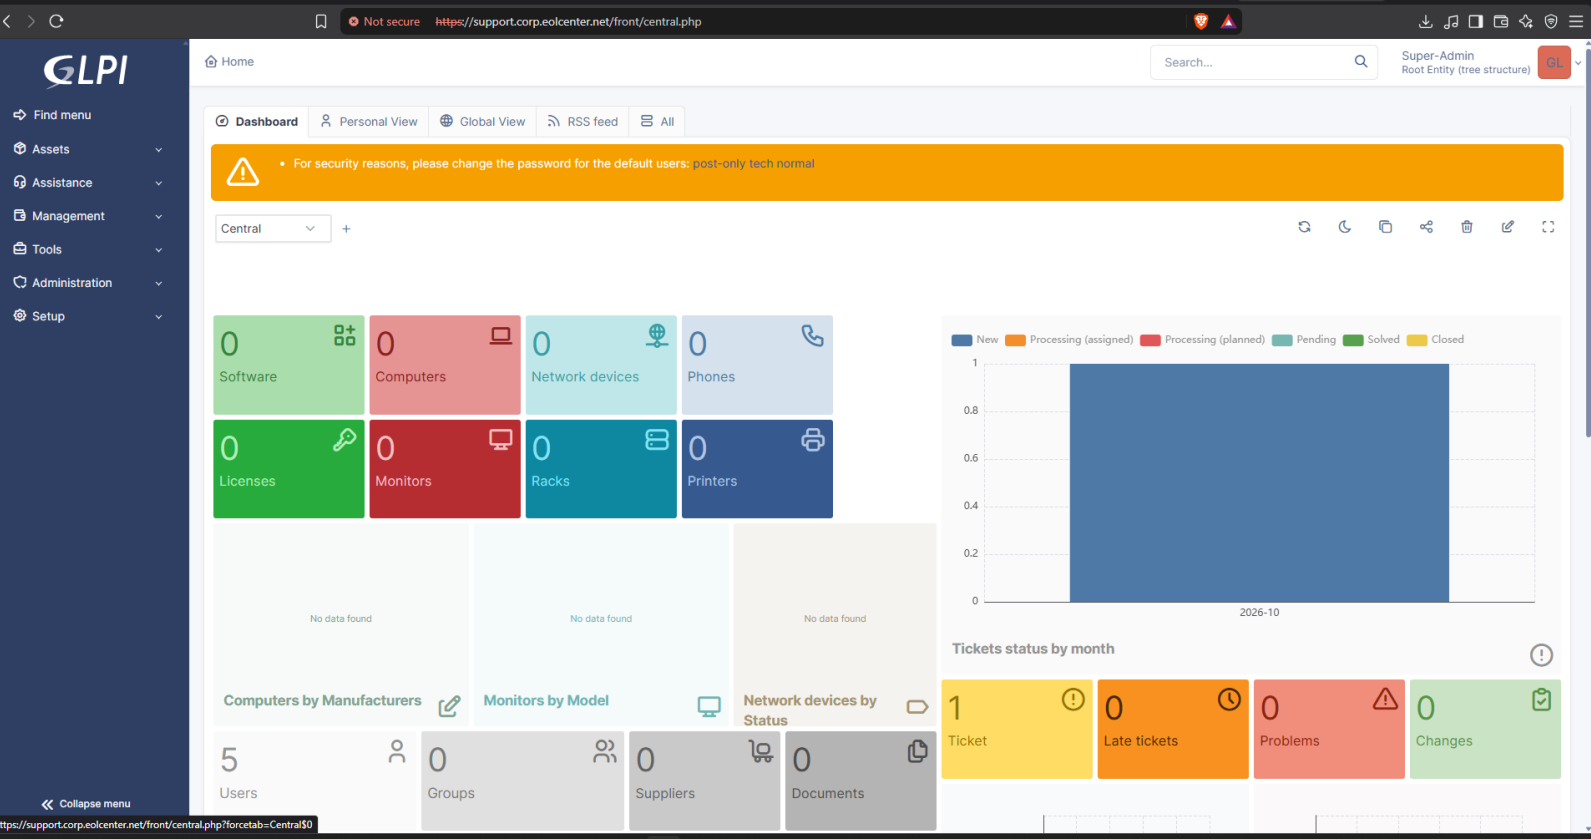 Not secure https://support.corp.eolcenter.net/front/central.php
GLPI
Home
Search...
Super-Admin
Root Entity (tree structure)
GL
Find menu
Assets
Assistance
Management
Tools
Administration
Setup
Dashboard
Personal View
Global View
RSS feed
All
For security reasons, please change the password for the default users: post-only tech normal
Central
0
Software
0
Computers
0
Network devices
0
Phones
0
Licenses
0
Monitors
0
Racks
0
Printers
No data found
Computers by Manufacturers
No data found
Monitors by Model
No data found
Network devices by
Status
5
Users
0
Groups
0
Suppliers
0
Documents
New Processing (assigned) Processing (planned) Pending Solved Closed
1
0.8
0.6
0.4
0.2
0
2026-10
Tickets status by month
1
Ticket
0
Late tickets
0
Problems
0
Changes
Collapse menu
ttps://support.corp.eolcenter.net/front/central.php?forcetab=Central$0